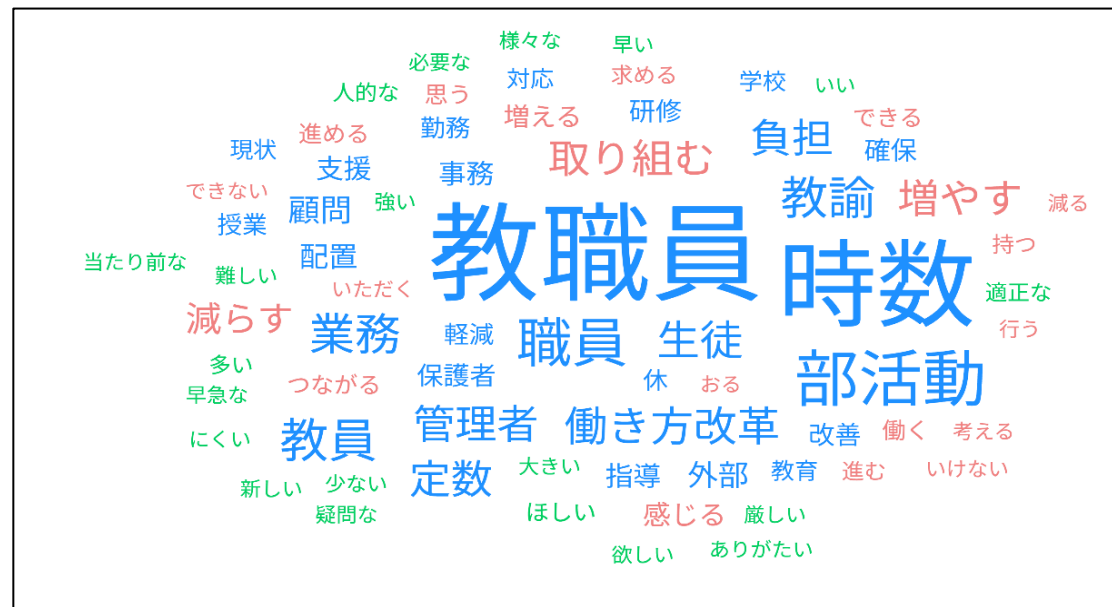 様々な 早い
必要な 対応 求める 学校 いい
人的な 思う 増える 研修 できる
現状 進める 勤務 取り組む 負担 確保
できない 支援 事務
授業 顧問 強い 教職員 教諭 増やす 減る
当たり前な 難しい 配置 時数 持つ
いただく 適正な
減らす 業務 軽減 職員 生徒 行う
多い 保護者 休 おる 部活動
早急な つながる
にくい 教員 管理者 働き方改革 改善 働く 考える
新しい 少ない 定数 大きい 指導 外部 教育 進む いけない
疑問な ほしい 感じる 厳しい
欲しい ありがたい